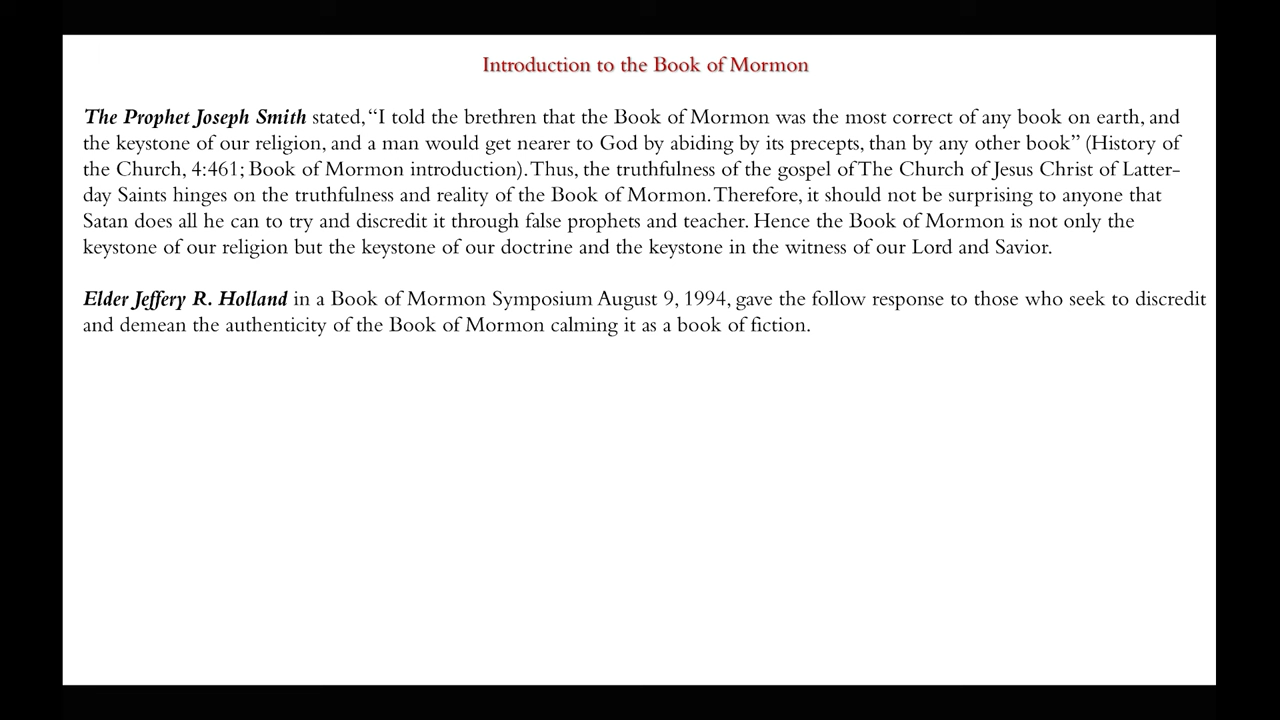 Introduction to the Book of Mormon
The Prophet Joseph Smith stated, “I told the brethren that the Book of Mormon was the most correct of any book on earth, and
the keystone of our religion, and a man would get nearer to God by abiding by its precepts, than by any other book” (History of
the Church, 4:461; Book of Mormon introduction). Thus, the truthfulness of the gospel of The Church of Jesus Christ of Latter-
day Saints hinges on the truthfulness and reality of the Book of Mormon. Therefore, it should not be surprising to anyone that
Satan does all he can to try and discredit it through false prophets and teacher. Hence the Book of Mormon is not only the
keystone of our religion but the keystone of our doctrine and the keystone in the witness of our Lord and Savior.
Elder Jeffery R. Holland in a Book of Mormon Symposium August 9, 1994, gave the follow response to those who seek to discredit
and demean the authenticity of the Book of Mormon calming it as a book of fiction.